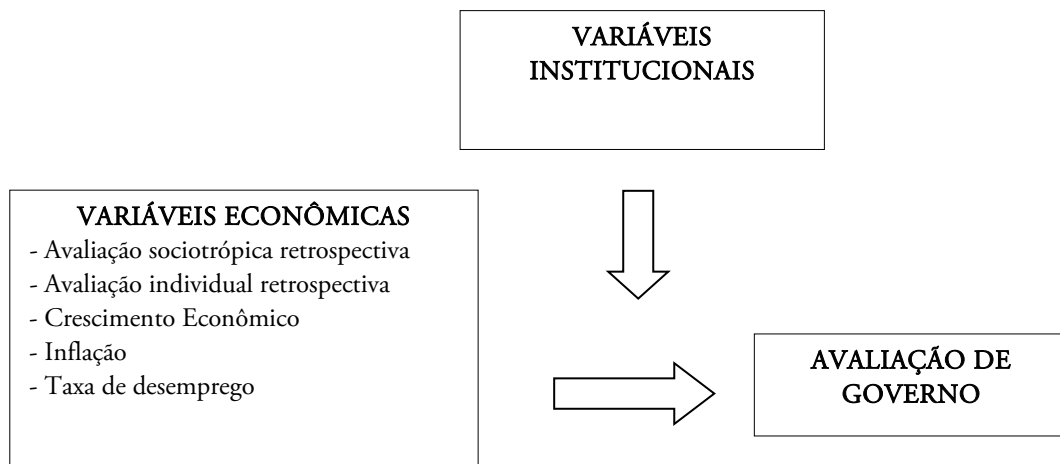 VARIÁVEIS
INSTITUCIONAIS
VARIÁVEIS ECONÔMICAS
- Avaliação sociotrópica retrospectiva
- Avaliação individual retrospectiva
- Crescimento Econômico
- Inflação
- Taxa de desemprego
AVALIAÇÃO DE
GOVERNO